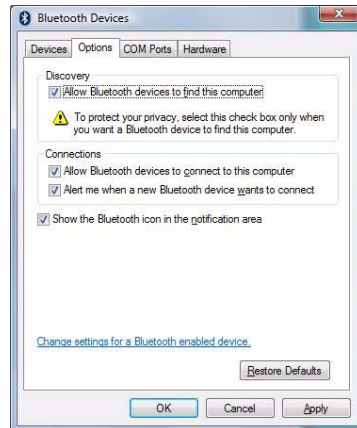 Bluetooth Devices
Devices Options COM Ports Hardware
Discovery
Allow Bluetooth devices to find this computer
To protect your privacy, select this check box only when
you want a Bluetooth device to find this computer.
Connections
Allow Bluetooth devices to connect to this computer
Alert me when a new Bluetooth device wants to connect
Show the Bluetooth icon in the notification area
Change settings for a Bluetooth enabled device.
Restore Defaults
OK Cancel Apply